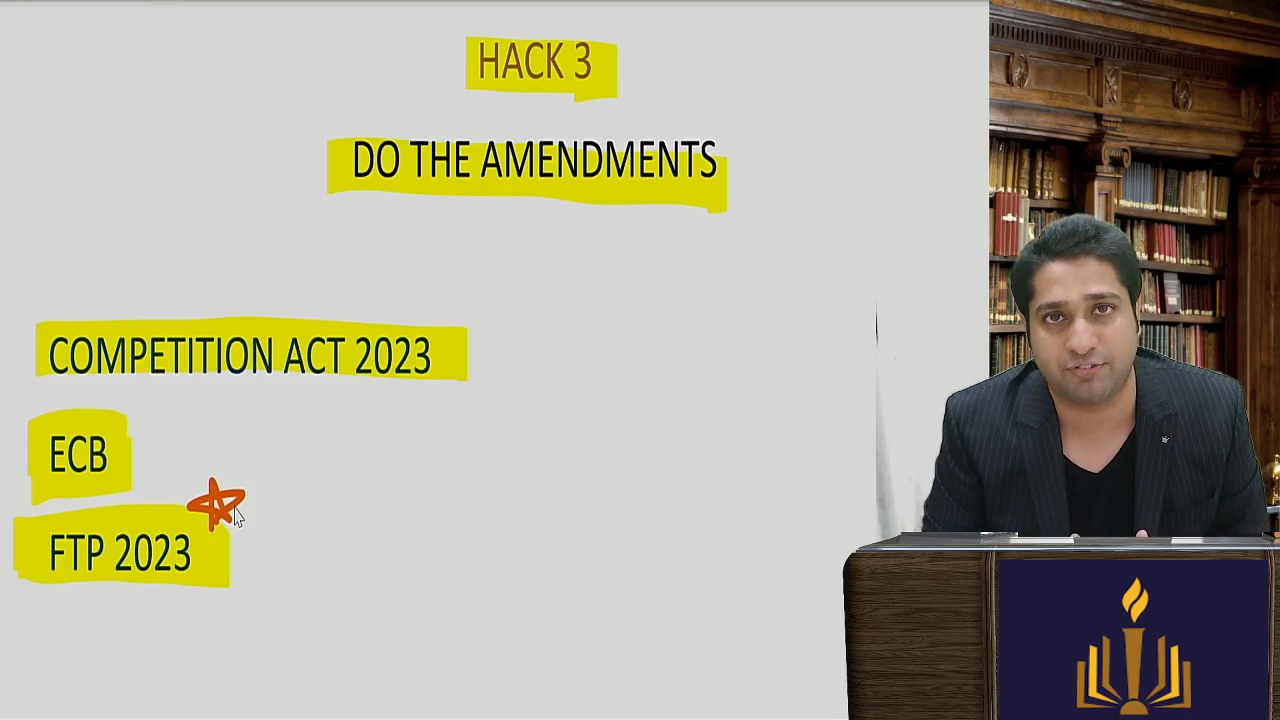 HACK 3
DO THE AMENDMENTS
COMPETITION ACT 2023
ECB
FTP 2023